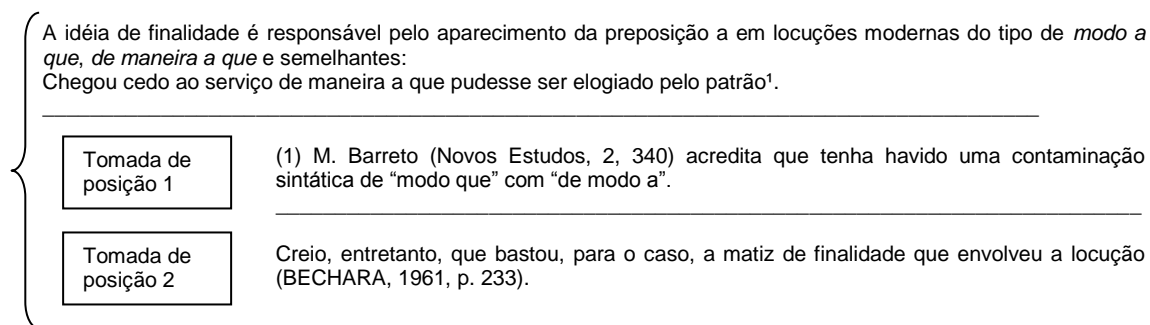 A idéia de finalidade é responsável pelo aparecimento da preposição a em locuções modernas do tipo de modo a
que, de maneira a que e semelhantes:
Chegou cedo ao serviço de maneira a que pudesse ser elogiado pelo patrão¹.
Tomada de
posição 1
(1) M. Barreto (Novos Estudos, 2, 340) acredita que tenha havido uma contaminação
sintática de “modo que” com “de modo a”.
Tomada de
posição 2
Creio, entretanto, que bastou, para o caso, a matiz de finalidade que envolveu a locução
(BECHARA, 1961, p. 233).